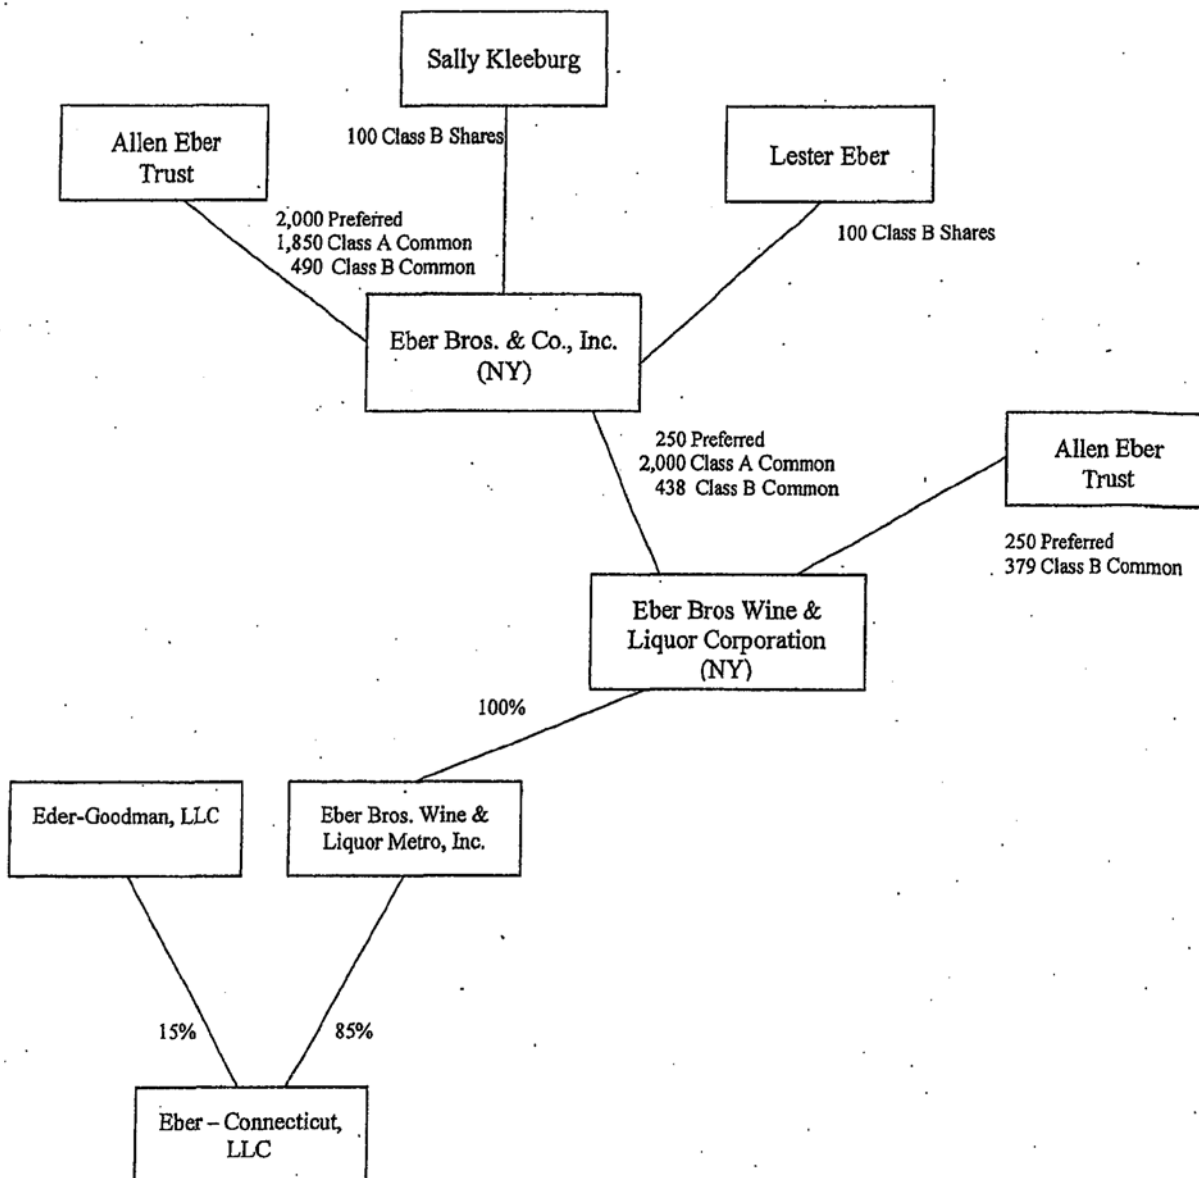 Sally Kleeburg
Allen Eber
Trust
100 Class B Shares
Lester Eber
2,000 Preferred
1,850 Class A Common
490 Class B Common
100 Class B Shares
Eber Bros. & Co., Inc.
(NY)
250 Preferred
2,000 Class A Common
438 Class B Common
Allen Eber
Trust
250 Preferred
379 Class B Common
Eber Bros Wine &
Liquor Corporation
(NY)
100%
Eder-Goodman, LLC
Eber Bros. Wine &
Liquor Metro, Inc.
15%
85%
Eber – Connecticut,
LLC